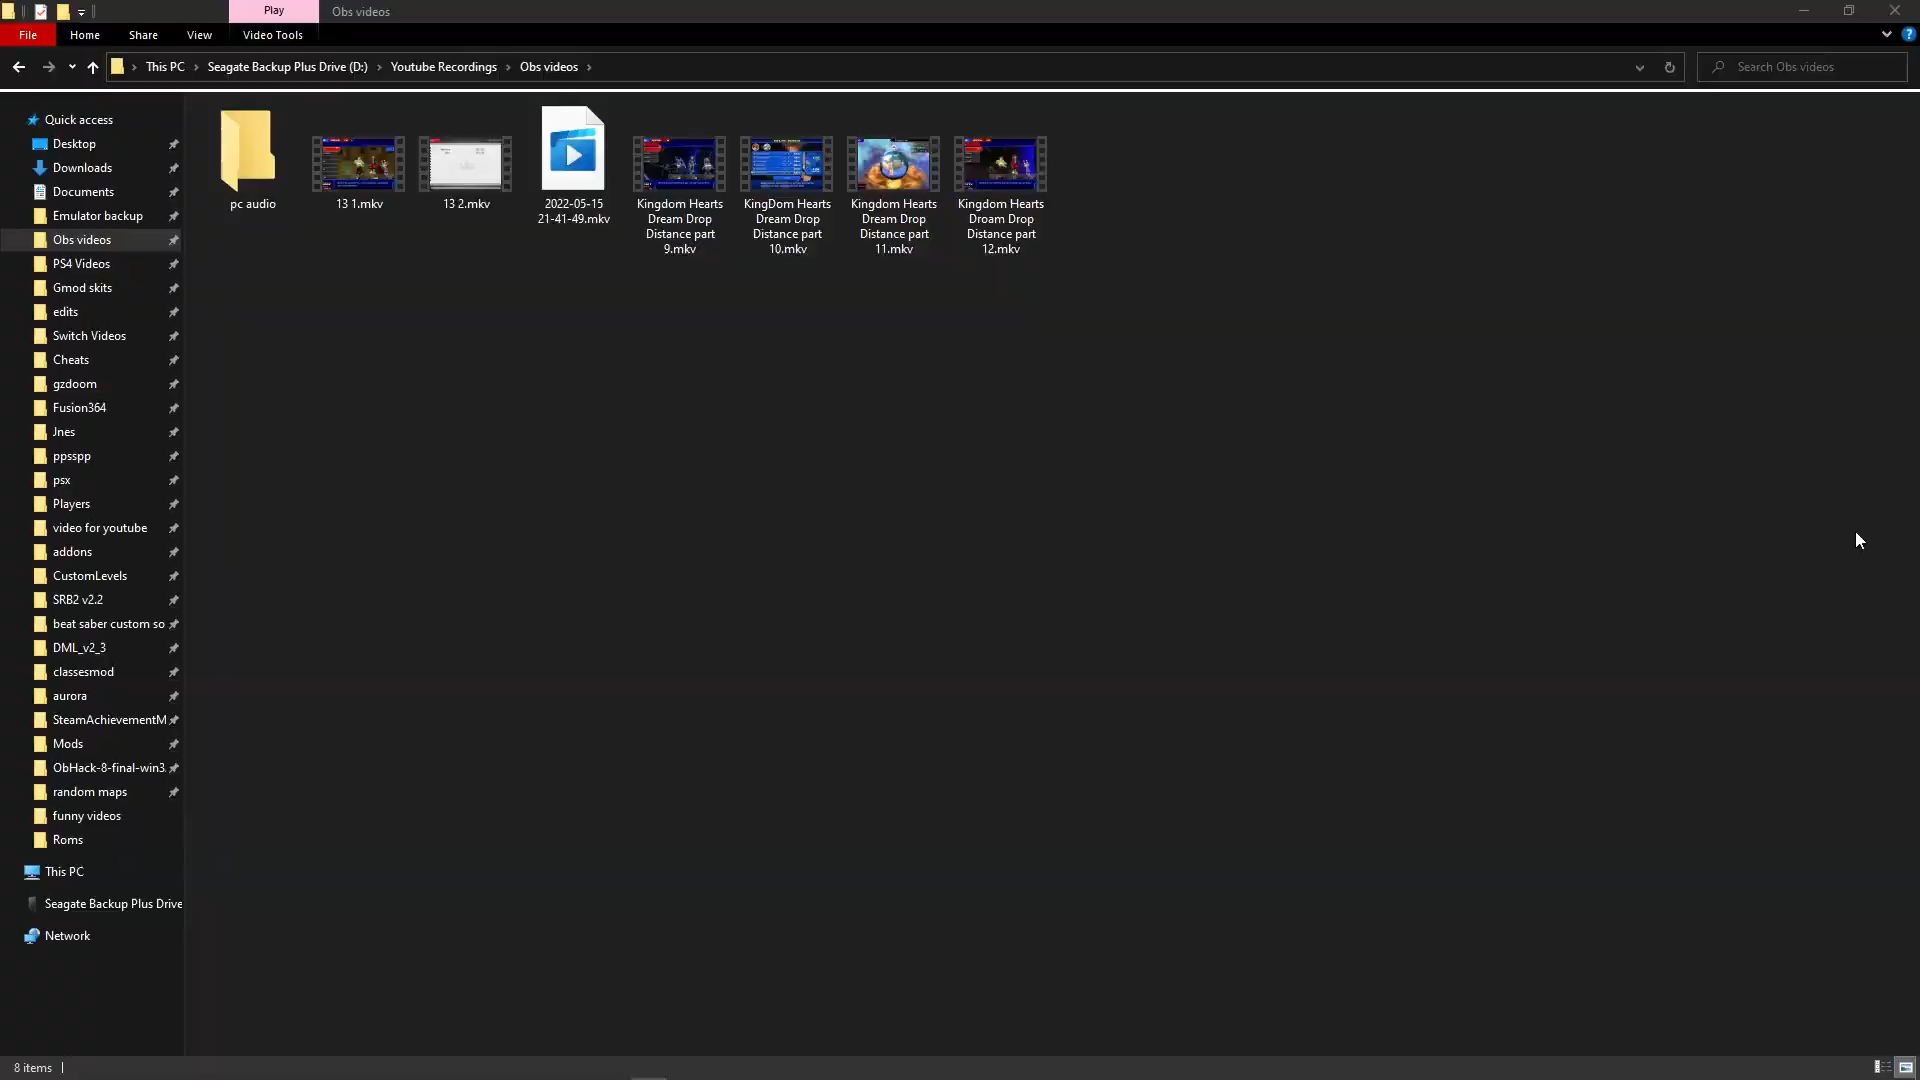 Play
Obs videos
File
Home
Share
View
Video Tools
This PC
Seagate Backup Plus Drive (D:)
Youtube Recordings
Obs videos
Search Obs videos
Quick access
Desktop
Downloads
Documents
Emulator backup
Obs videos
PS4 Videos
Gmod skits
edits
Switch Videos
Cheats
gzdoom
Fusion364
Jnes
ppsspp
psx
Players
video for youtube
addons
CustomLevels
SRB2 v2.2
beat saber custom so
DML_v2_3
classesmod
aurora
SteamAchievementM
Mods
ObHack-8-final-win3
random maps
funny videos
Roms
This PC
Seagate Backup Plus Drive
Network
pc audio
13 1.mkv
13 2.mkv
2022-05-15
21-41-49.mkv
Kingdom Hearts
Dream Drop
Distance part
9.mkv
KingDom Hearts
Dream Drop
Distance part
10.mkv
Kingdom Hearts
Dream Drop
Distance part
11.mkv
Kingdom Hearts
Droam Drop
Distance part
12.mkv
8 items